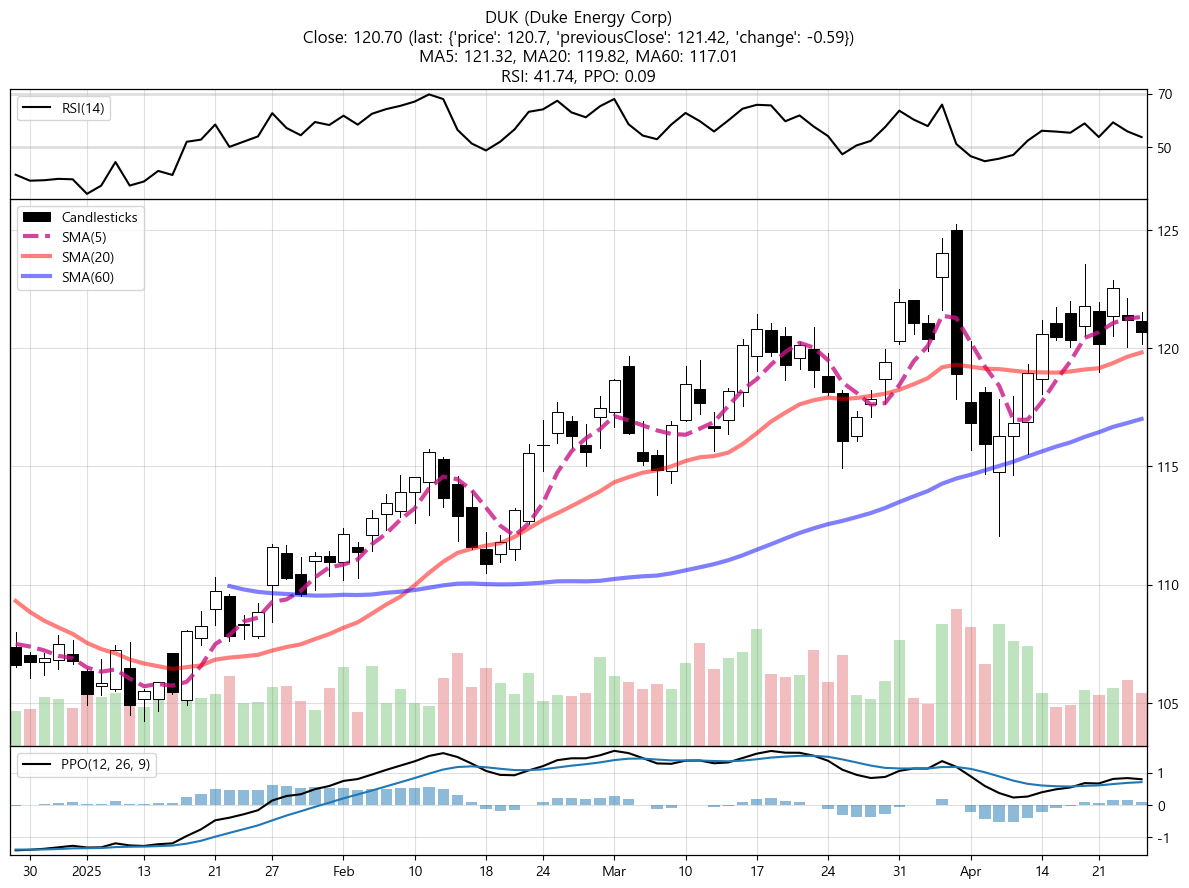 DUK (Duke Energy Corp)
Close: 120.70 (last: {'price': 120.7, 'previousClose': 121.42, 'change': -0.59})
MA5: 121.32, MA20: 119.82, MA60: 117.01
RSI: 41.74, PPO: 0.09
RSI(14)
70
50
Candlesticks
SMA(5)
SMA(20)
SMA(60)
125
120
115
110
105
PPO(12, 26, 9)
1
0
-1
30 2025 13 21 27 Feb 10 18 24 Mar 10 17 24 31 Apr 14 21